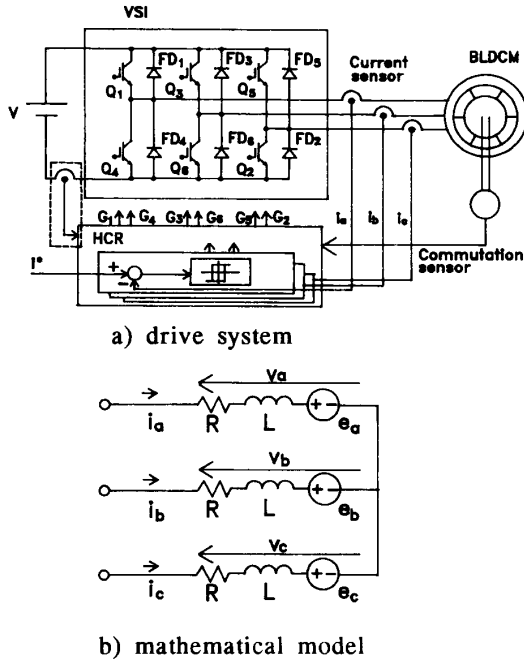 VSI
V
FD1
FD3
FD5
Q1
Q3
Q5
FD4
FD6
FD2
Q4
Q6
Q2
Current
sensor
BLDCM
G1 G4 G3 G6 G5 G2
HCR
ia ib ic
I*
+
−
Commutation
sensor
a) drive system
va
ia R L + - ea
vb
ib R L + - eb
vc
ic R L + - ec
b) mathematical model